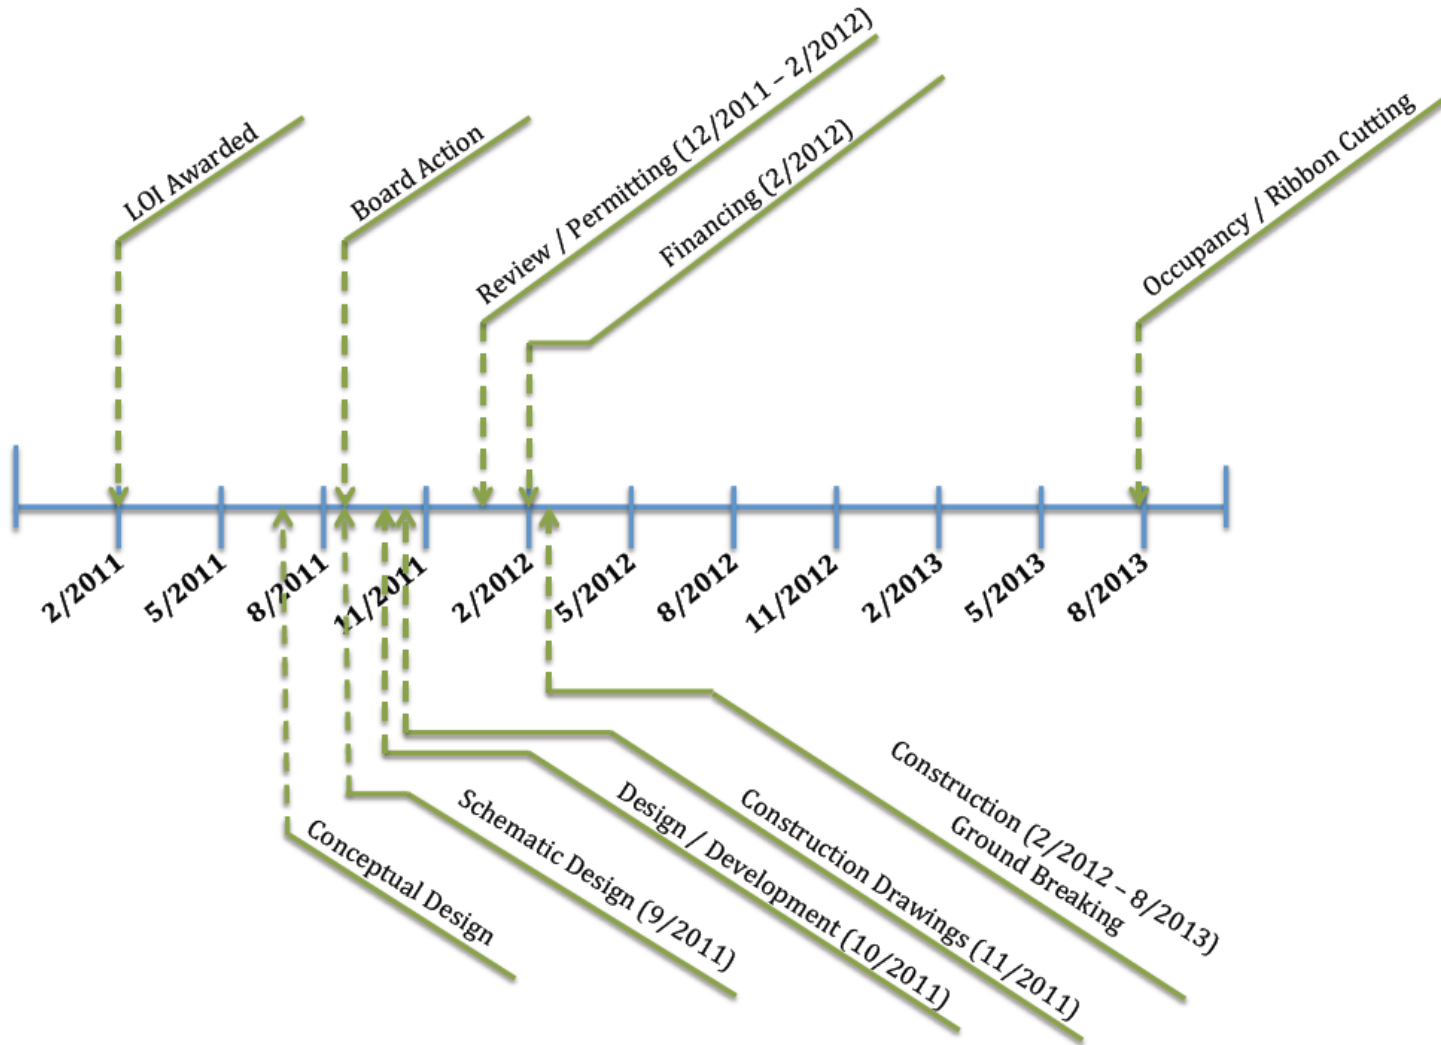 LOI Awarded
Board Action
Review / Permitting (12/2011 – 2/2012)
Financing (2/2012)
Occupancy / Ribbon Cutting
2/2011
5/2011
8/2011
11/2011
2/2012
5/2012
8/2012
11/2012
2/2013
5/2013
8/2013
Conceptual Design
Schematic Design (9/2011)
Design / Development (10/2011)
Construction Drawings (11/2011)
Construction (2/2012 – 8/2013)
Ground Breaking